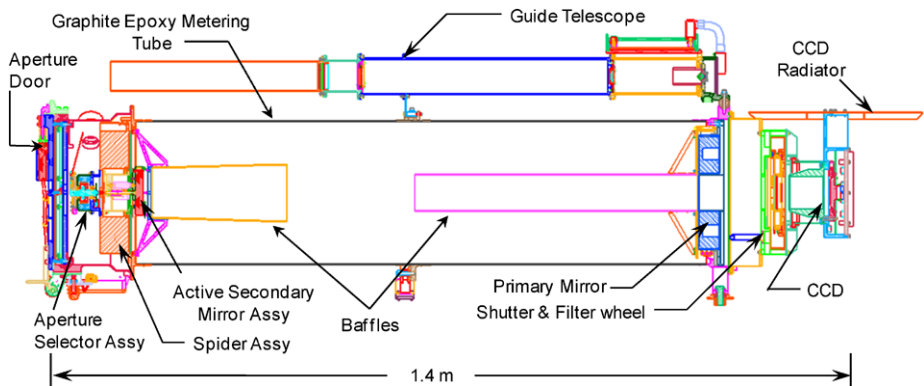 Graphite Epoxy Metering
Tube
Guide Telescope
Aperture
Door
CCD
Radiator
Aperture
Selector Assy
Active Secondary
Mirror Assy
Spider Assy
Baffles
Primary Mirror
Shutter & Filter wheel
CCD
1.4 m